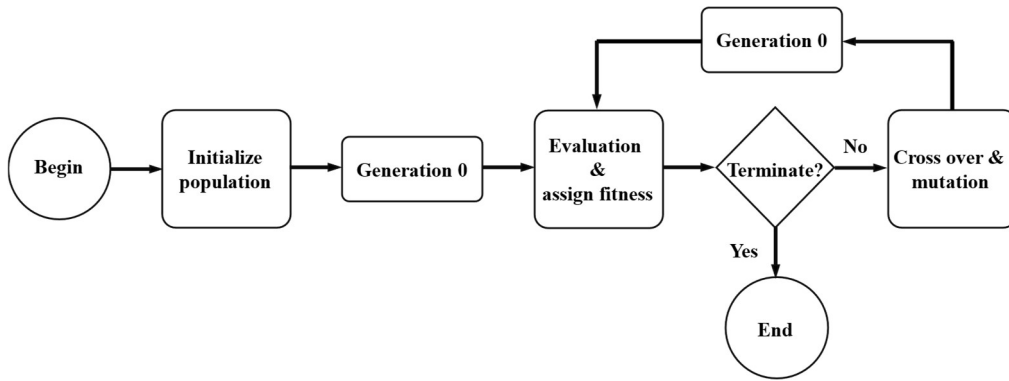 Generation 0
Begin
Initialize
population
Generation 0
Evaluation
&
assign fitness
Terminate?
No
Cross over &
mutation
Yes
End